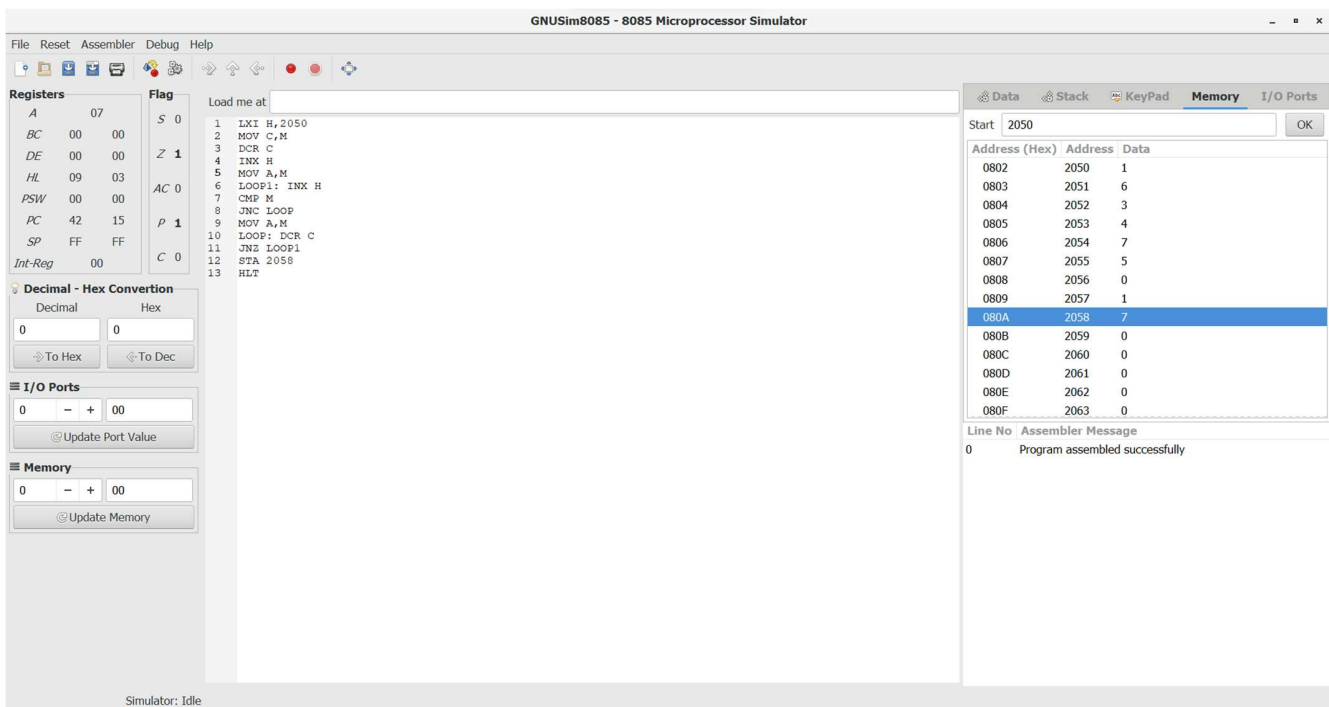 GNUSim8085 - 8085 Microprocessor Simulator
File Reset Assembler Debug Help
Registers
A 07
BC 00 00
DE 00 00
HL 09 03
PSW 00 00
PC 42 15
SP FF FF
Int-Reg 00
Flag
S 0
Z 1
AC 0
P 1
C 0
Decimal - Hex Convertion
Decimal Hex
0 0
To Hex To Dec
I/O Ports
0 - + 00
Update Port Value
Memory
0 - + 00
Update Memory
Load me at
1 LXI H,2050
2 MOV C,M
3 DCR C
4 INX H
5 MOV A,M
6 LOOP1: INX H
7 CMP M
8 JNC LOOP
9 MOV A,M
10 LOOP: DCR C
11 JNZ LOOP1
12 STA 2058
13 HLT
Data Stack KeyPad Memory I/O Ports
Start 2050 OK
Address (Hex) Address Data
0802 2050 1
0803 2051 6
0804 2052 3
0805 2053 4
0806 2054 7
0807 2055 5
0808 2056 0
0809 2057 1
080A 2058 7
080B 2059 0
080C 2060 0
080D 2061 0
080E 2062 0
080F 2063 0
Line No Assembler Message
0 Program assembled successfully
Simulator: Idle